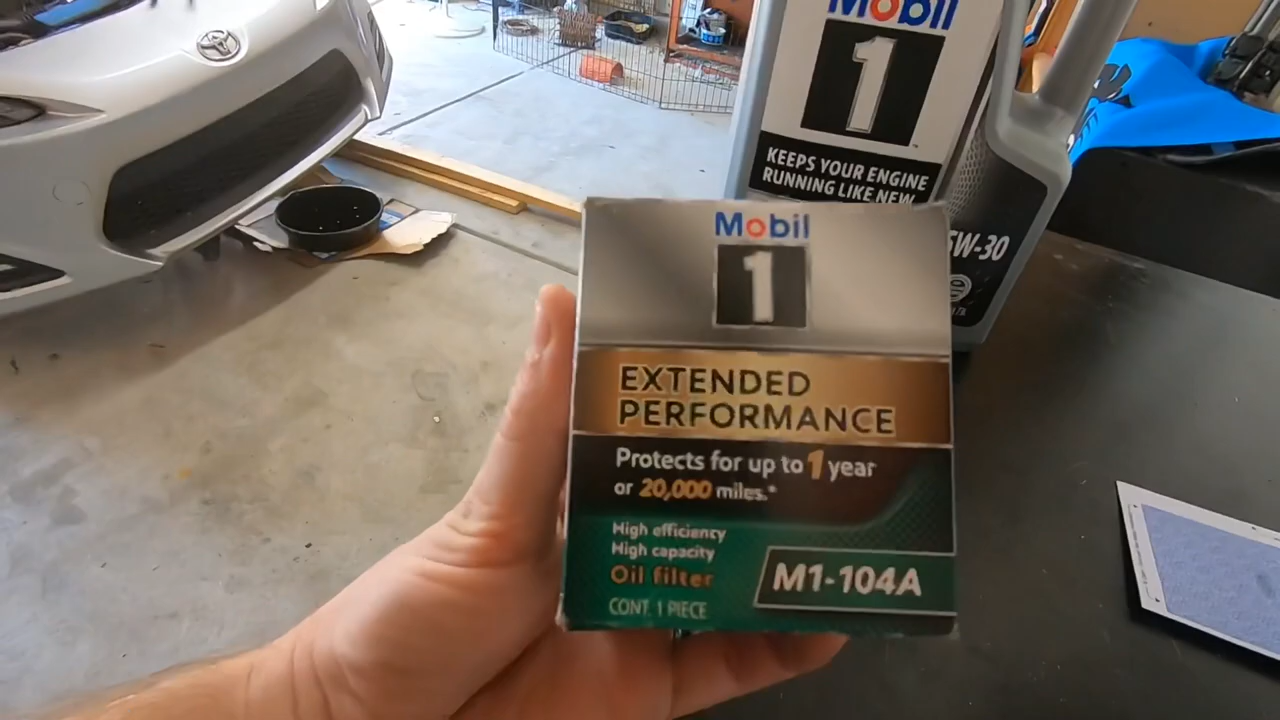 Mobil
1
KEEPS YOUR ENGINE
RUNNING LIKE NEW
5W-30
Mobil
1
EXTENDED
PERFORMANCE
Protects for up to 1 year
or 20,000 miles.*
High efficiency
High capacity
Oil filter
M1-104A
CONT. 1 PIECE